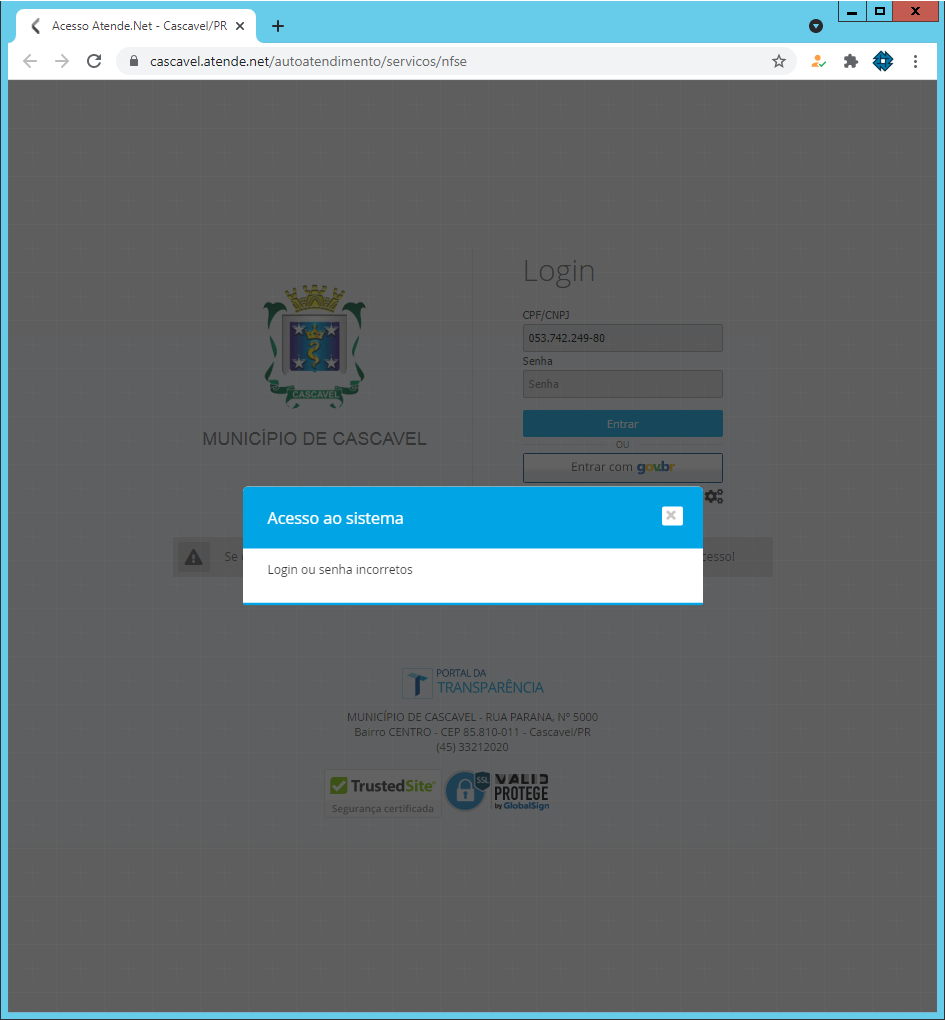 Acesso Atende.Net - Cascavel/PR
cascavel.atende.net/autoatendimento/servicos/nfse
Login
CPF/CNPJ
053.742.249-80
Senha
Senha
Entrar
OU
Entrar com gov.br
CASCAVEL
MUNICÍPIO DE CASCAVEL
Acesso ao sistema
Se
cesso!
Login ou senha incorretos
PORTAL DA
TRANSPARÊNCIA
MUNICÍPIO DE CASCAVEL - RUA PARANA, Nº 5000
Bairro CENTRO - CEP 85.810-011 - Cascavel/PR
(45) 33212020
TrustedSite
Segurança certificada
SSL
VALID
PROTEGE
by GlobalSign